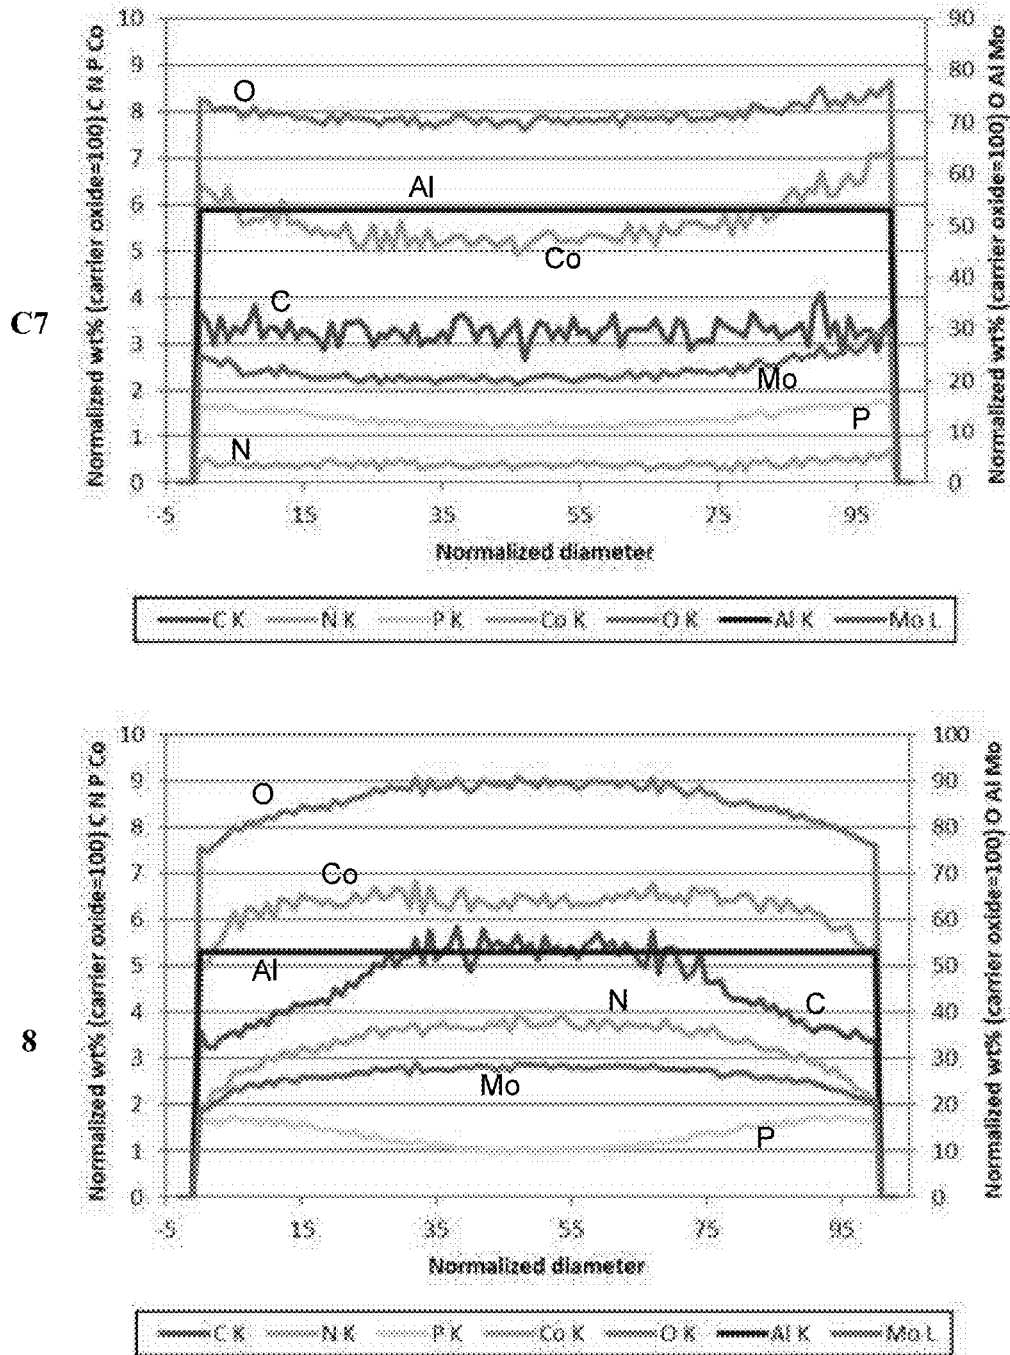 C7
Normalized wt% (carrier oxide=100) C N P Co
10
9
8
7
6
5
4
3
2
1
0
O
Al
Co
C
Mo
P
N
90
80
70
60
50
40
30
20
10
0
Normalized wt% (carrier oxide=100) O Al Mo
-5 15 35 55 75 95
Normalized diameter
C K N K P K Co K O K Al K Mo L
8
Normalized wt% (carrier oxide=100) C N P Co
10
9
8
7
6
5
4
3
2
1
0
O
Co
Al
N
C
Mo
P
100
90
80
70
60
50
40
30
20
10
0
Normalized wt% (carrier oxide=100) O Al Mo
-5 15 35 55 75 95
Normalized diameter
C K N K P K Co K O K Al K Mo L